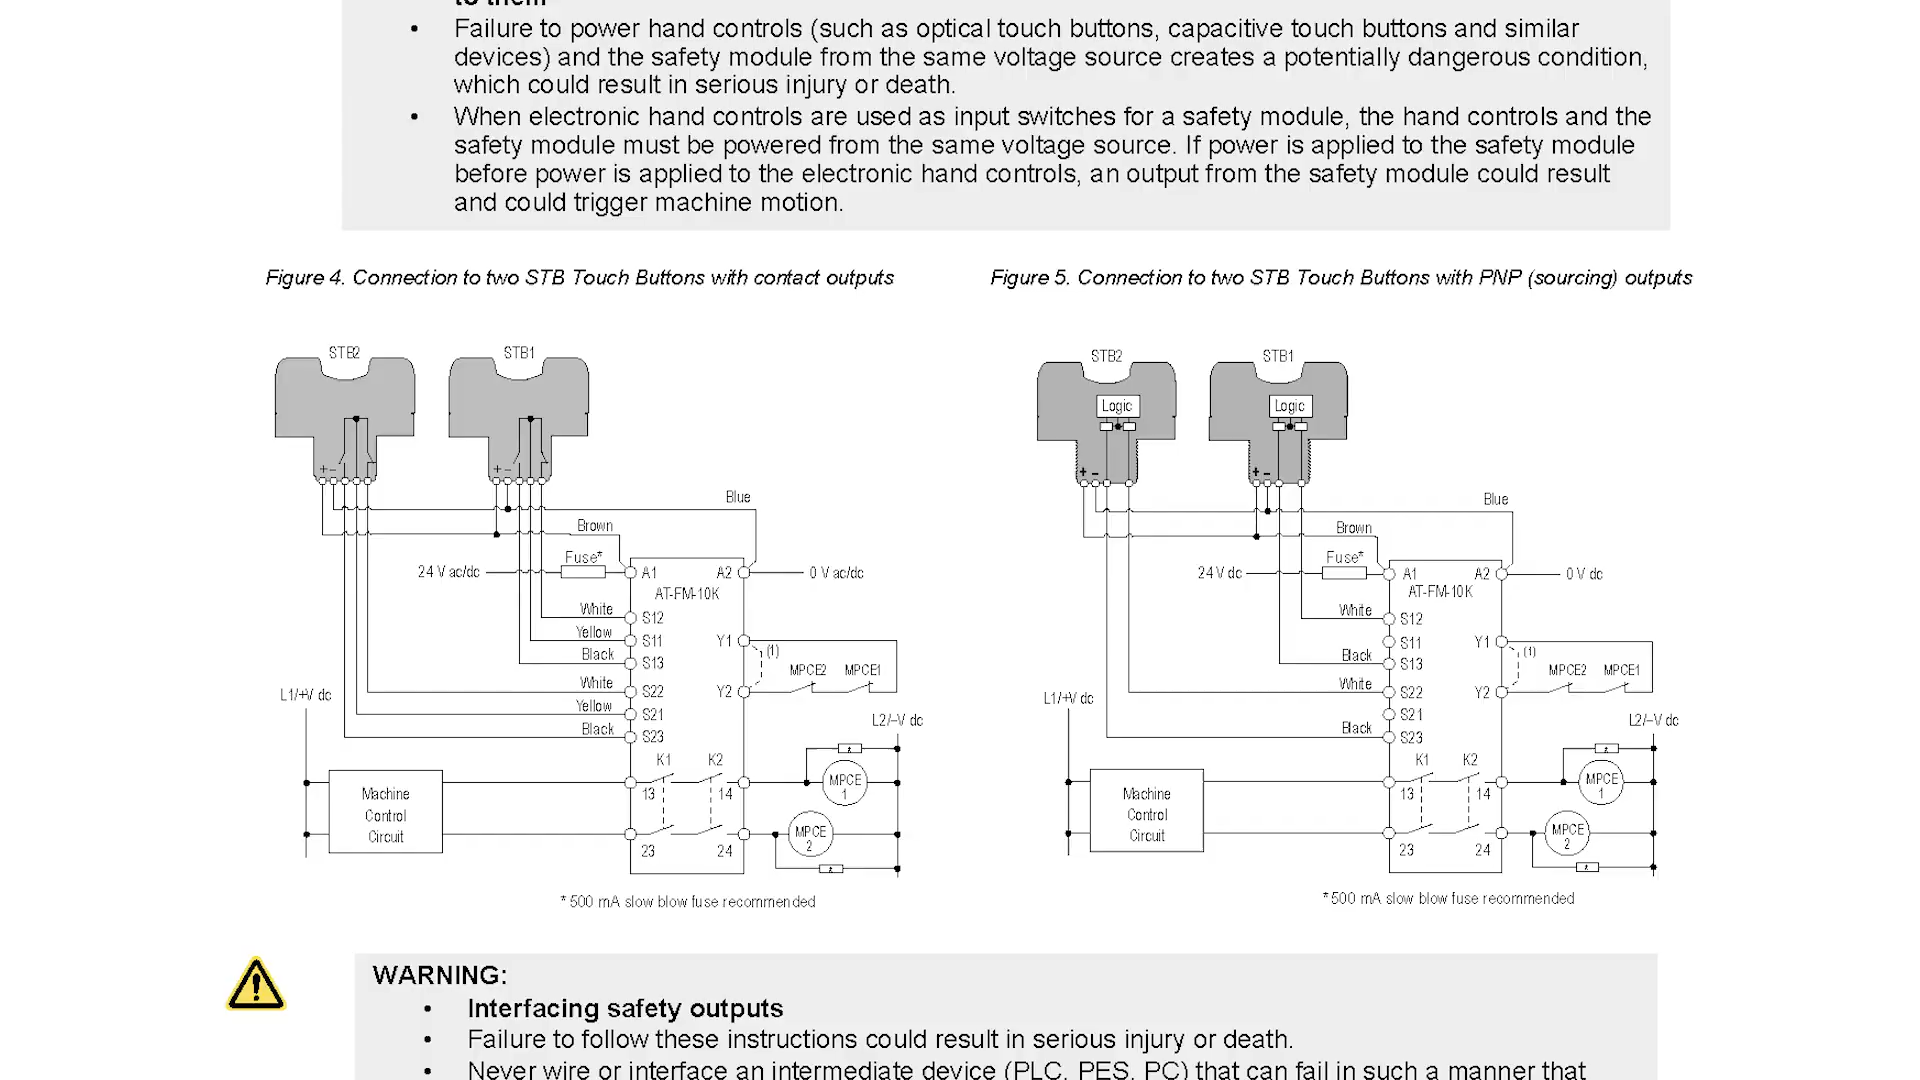 to them
• Failure to power hand controls (such as optical touch buttons, capacitive touch buttons and similar
devices) and the safety module from the same voltage source creates a potentially dangerous condition,
which could result in serious injury or death.
• When electronic hand controls are used as input switches for a safety module, the hand controls and the
safety module must be powered from the same voltage source. If power is applied to the safety module
before power is applied to the electronic hand controls, an output from the safety module could result
and could trigger machine motion.
Figure 4. Connection to two STB Touch Buttons with contact outputs
STB2 STB1
+ – + –
Blue
Brown
Fuse*
24 V ac/dc A1 A2 0 V ac/dc
AT-FM-10K
White S12
Yellow S11 Y1
Black S13 (1)
MPCE2 MPCE1
White S22 Y2
L1/+V dc
Yellow S21
L2/–V dc
Black S23
K1 K2
13 14
MPCE
1
Machine
Control
Circuit
MPCE
2
23 24
* 500 mA slow blow fuse recommended
Figure 5. Connection to two STB Touch Buttons with PNP (sourcing) outputs
STB2 STB1
Logic Logic
+ – + –
Blue
Brown
Fuse*
24 V dc A1 A2 0 V dc
AT-FM-10K
White S12
S11 Y1
Black S13 (1)
MPCE2 MPCE1
White S22 Y2
L1/+V dc
S21
L2/–V dc
Black S23
K1 K2
13 14
MPCE
1
Machine
Control
Circuit
MPCE
2
23 24
* 500 mA slow blow fuse recommended
WARNING:
• Interfacing safety outputs
• Failure to follow these instructions could result in serious injury or death.
• Never wire or interface an intermediate device (PLC, PES, PC) that can fail in such a manner that